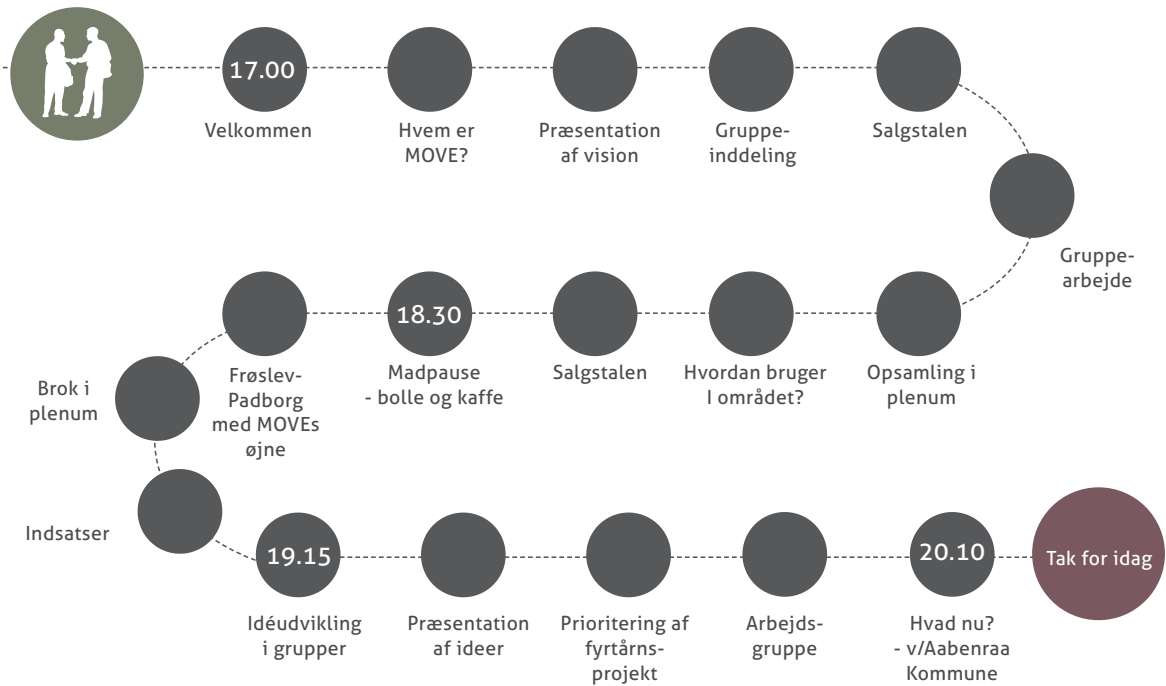 17.00
Velkommen
Hvem er
MOVE?
Præsentation
af vision
Gruppe-
inddeling
Salgstalen
Gruppe-
arbejde
Opsamling i
plenum
Hvordan bruger
I området?
Salgstalen
18.30
Madpause
- bolle og kaffe
Frøslev-
Padborg
med MOVEs
øjne
Brok i
plenum
Indsatser
19.15
Idéudvikling
i grupper
Præsentation
af ideer
Prioritering af
fyrtårns-
projekt
Arbejds-
gruppe
20.10
Hvad nu?
- v/Aabenraa
Kommune
Tak for idag